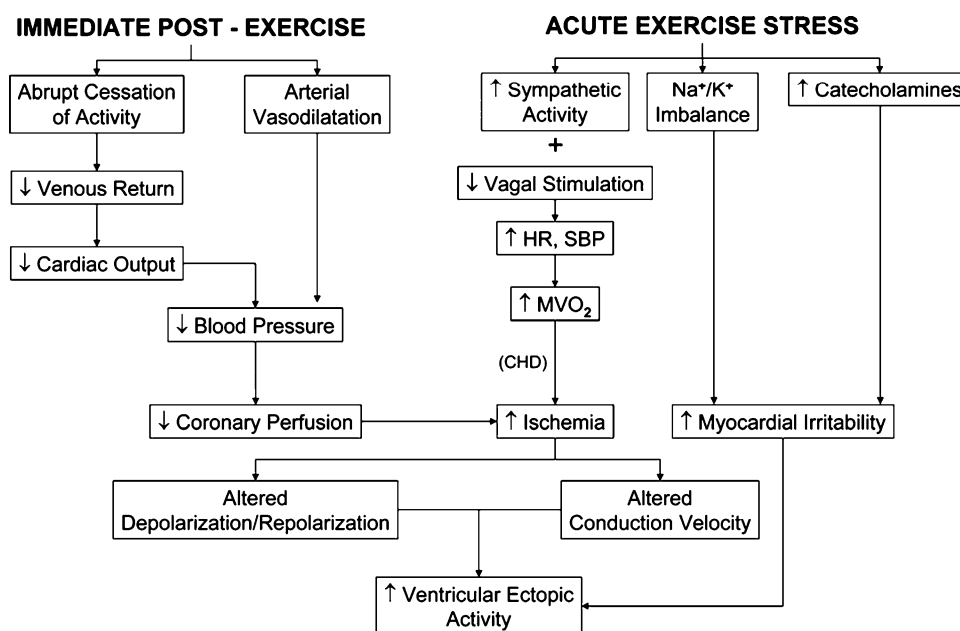 IMMEDIATE POST - EXERCISE
ACUTE EXERCISE STRESS
Abrupt Cessation
of Activity
Arterial
Vasodilatation
↑ Sympathetic
Activity
Na⁺/K⁺
Imbalance
↑ Catecholamines
+
↓ Venous Return
↓ Vagal Stimulation
↓ Cardiac Output
↑ HR, SBP
↓ Blood Pressure
↑ MVO₂
(CHD)
↓ Coronary Perfusion
↑ Ischemia
↑ Myocardial Irritability
Altered
Depolarization/Repolarization
Altered
Conduction Velocity
↑ Ventricular Ectopic
Activity